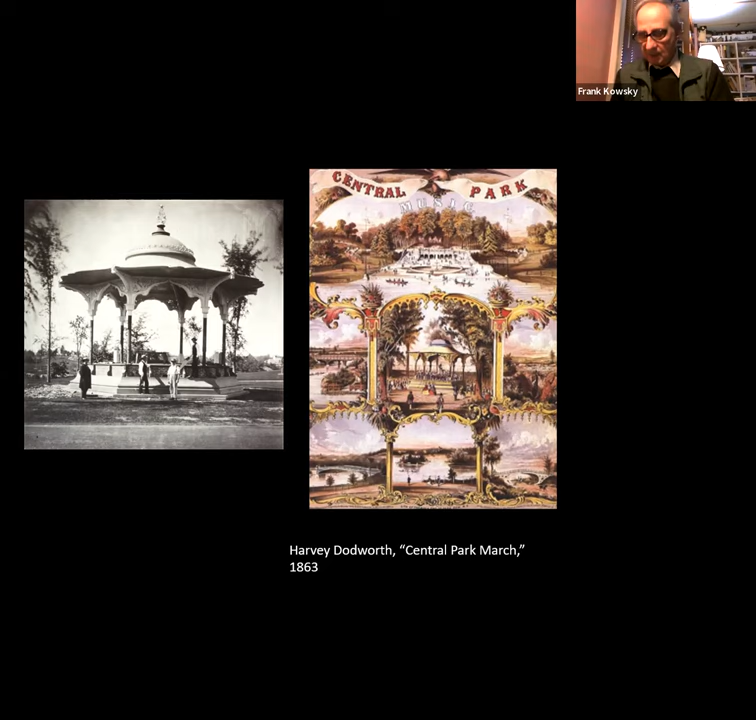 Frank Kowsky
CENTRAL PARK
MUSIC
Harvey Dodworth, “Central Park March,”
1863